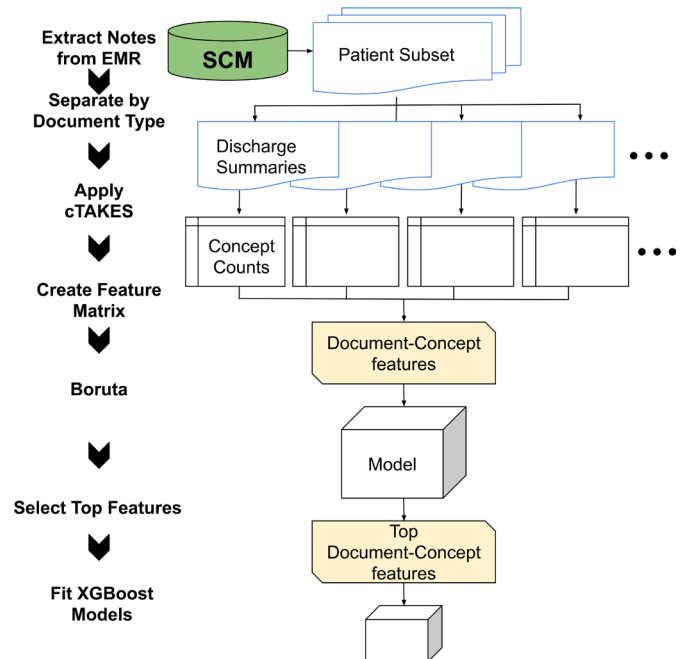 Extract Notes
from EMR
SCM
Patient Subset
Separate by
Document Type
Discharge
Summaries
Apply
cTAKES
Concept
Counts
Create Feature
Matrix
Document-Concept
features
Boruta
Model
Select Top Features
Top
Document-Concept
features
Fit XGBoost
Models